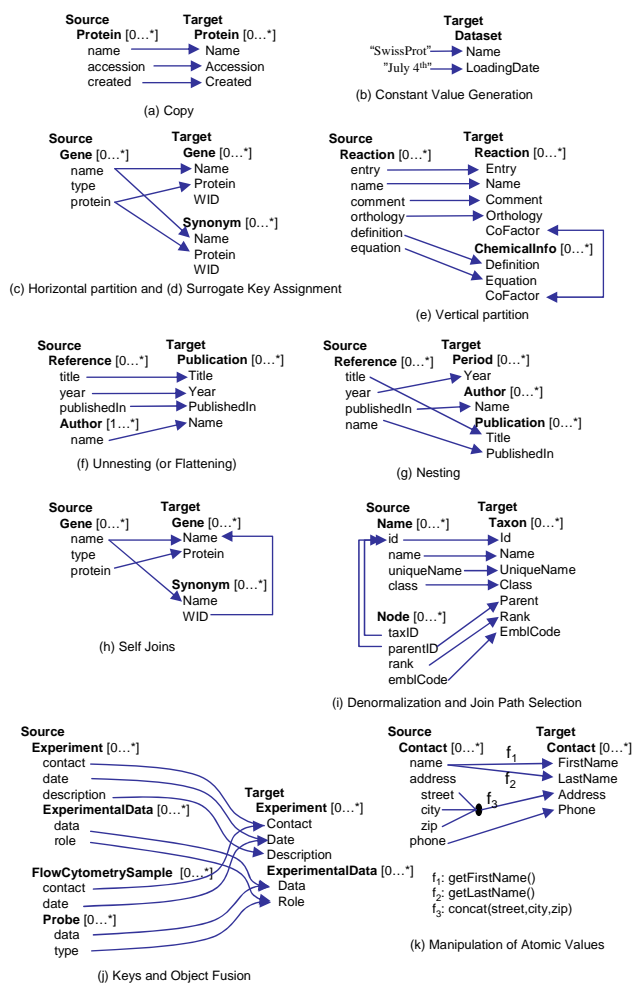 Source Target
Protein [0...*] Protein [0...*]
name Name
accession Accession
created Created
(a) Copy
Target
Dataset
"SwissProt" Name
"July 4th" LoadingDate
(b) Constant Value Generation
Source Target
Gene [0...*] Gene [0...*]
name Name
type Protein
protein WID
Synonym [0...*]
Name
Protein
WID
(c) Horizontal partition and (d) Surrogate Key Assignment
Source Target
Reaction [0...*] Reaction [0...*]
entry Entry
name Name
comment Comment
orthology Orthology
definition CoFactor
equation ChemicalInfo [0...*]
Definition
Equation
CoFactor
(e) Vertical partition
Source Target
Reference [0...*] Publication [0...*]
title Title
year Year
publishedIn PublishedIn
Author [1...*] Name
name
(f) Unnesting (or Flattening)
Source Target
Reference [0...*] Period [0...*]
title Year
year Author [0...*]
publishedIn Name
name Publication [0...*]
Title
PublishedIn
(g) Nesting
Source Target
Gene [0...*] Gene [0...*]
name Name
type Protein
protein
Synonym [0...*]
Name
WID
(h) Self Joins
Source Target
Name [0...*] Taxon [0...*]
id Id
name Name
uniqueName UniqueName
class Class
Parent
Node [0...*] Rank
taxID EmblCode
parentID
rank
emblCode
(i) Denormalization and Join Path Selection
Source
Experiment [0...*]
contact
date
description
ExperimentalData [0...*]
data
role
FlowCytometrySample [0...*]
contact
date
Probe [0...*]
data
type
Target
Experiment [0...*]
Contact
Date
Description
ExperimentalData [0...*]
Data
Role
(j) Keys and Object Fusion
Source Target
Contact [0...*] Contact [0...*]
name f1 FirstName
address f2 LastName
street f3 Address
city Phone
zip
phone
f1: getFirstName()
f2: getLastName()
f3: concat(street,city,zip)
(k) Manipulation of Atomic Values